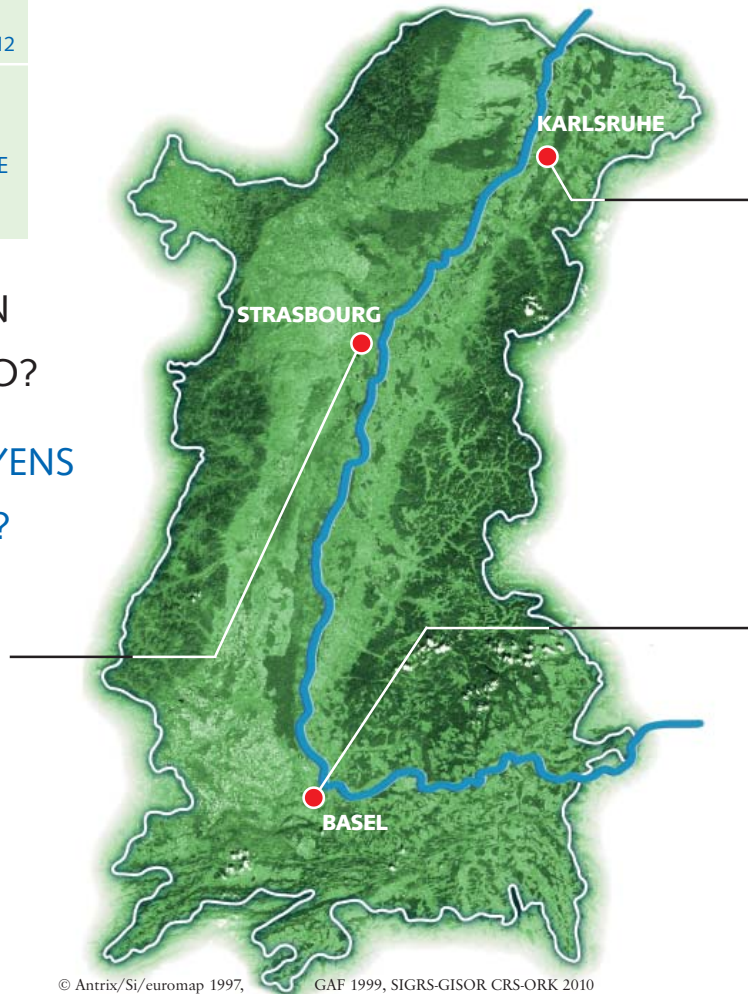 12
E
N
O?
YENS
?
KARLSRUHE
STRASBOURG
BASEL
© Antrix/Si/euromap 1997, GAF 1999, SIGRS-GISOR CRS-ORK 2010